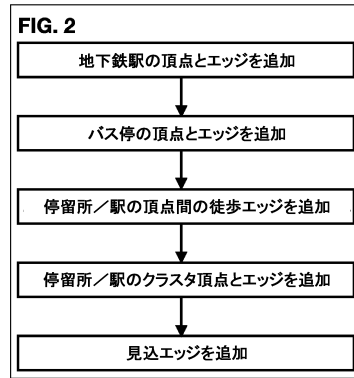 FIG. 2
地下鉄駅の頂点とエッジを追加
バス停の頂点とエッジを追加
停留所／駅の頂点間の徒歩エッジを追加
停留所／駅のクラスタ頂点とエッジを追加
見込エッジを追加